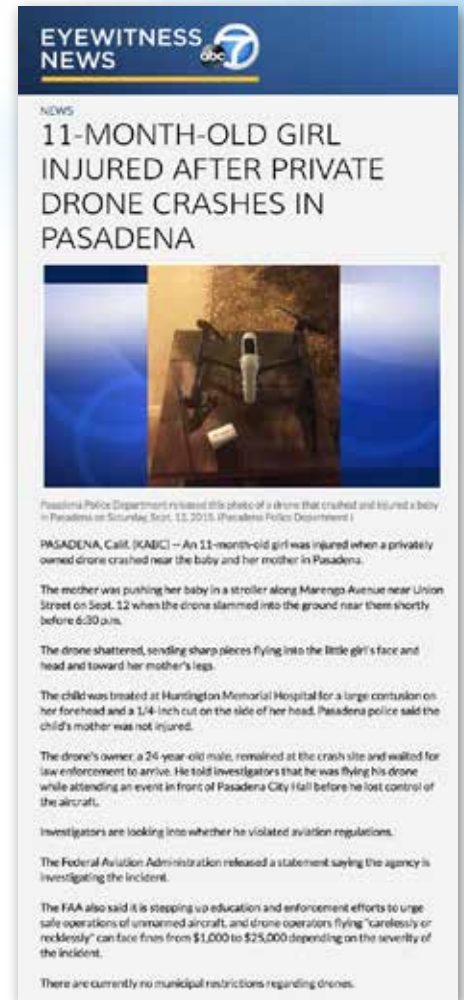 EYEWITNESS
NEWS
abc 7
NEWS
11-MONTH-OLD GIRL
INJURED AFTER PRIVATE
DRONE CRASHES IN
PASADENA
Pasadena Police Department released this photo of a drone that crashed and injured a baby
in Pasadena on Saturday, Sept. 12, 2015. (Pasadena Police Department )
PASADENA, Calif. (KABC) -- An 11-month-old girl was injured when a privately
owned drone crashed near the baby and her mother in Pasadena.
The mother was pushing her baby in a stroller along Marengo Avenue near Union
Street on Sept. 12 when the drone slammed into the ground near them shortly
before 6:30 p.m.
The drone shattered, sending sharp pieces flying into the little girl's face and
head and toward her mother's legs.
The child was treated at Huntington Memorial Hospital for a large contusion on
her forehead and a 1/4-inch cut on the side of her head. Pasadena police said the
child's mother was not injured.
The drone's owner, a 24-year-old male, remained at the crash site and waited for
law enforcement to arrive. He told investigators that he was flying his drone
while attending an event in front of Pasadena City Hall before he lost control of
the aircraft.
Investigators are looking into whether he violated aviation regulations.
The Federal Aviation Administration released a statement saying the agency is
investigating the incident.
The FAA also said it is stepping up education and enforcement efforts to urge
safe operations of unmanned aircraft, and drone operators flying "carelessly or
recklessly" can face fines from $1,000 to $25,000 depending on the severity of
the incident.
There are currently no municipal restrictions regarding drones.